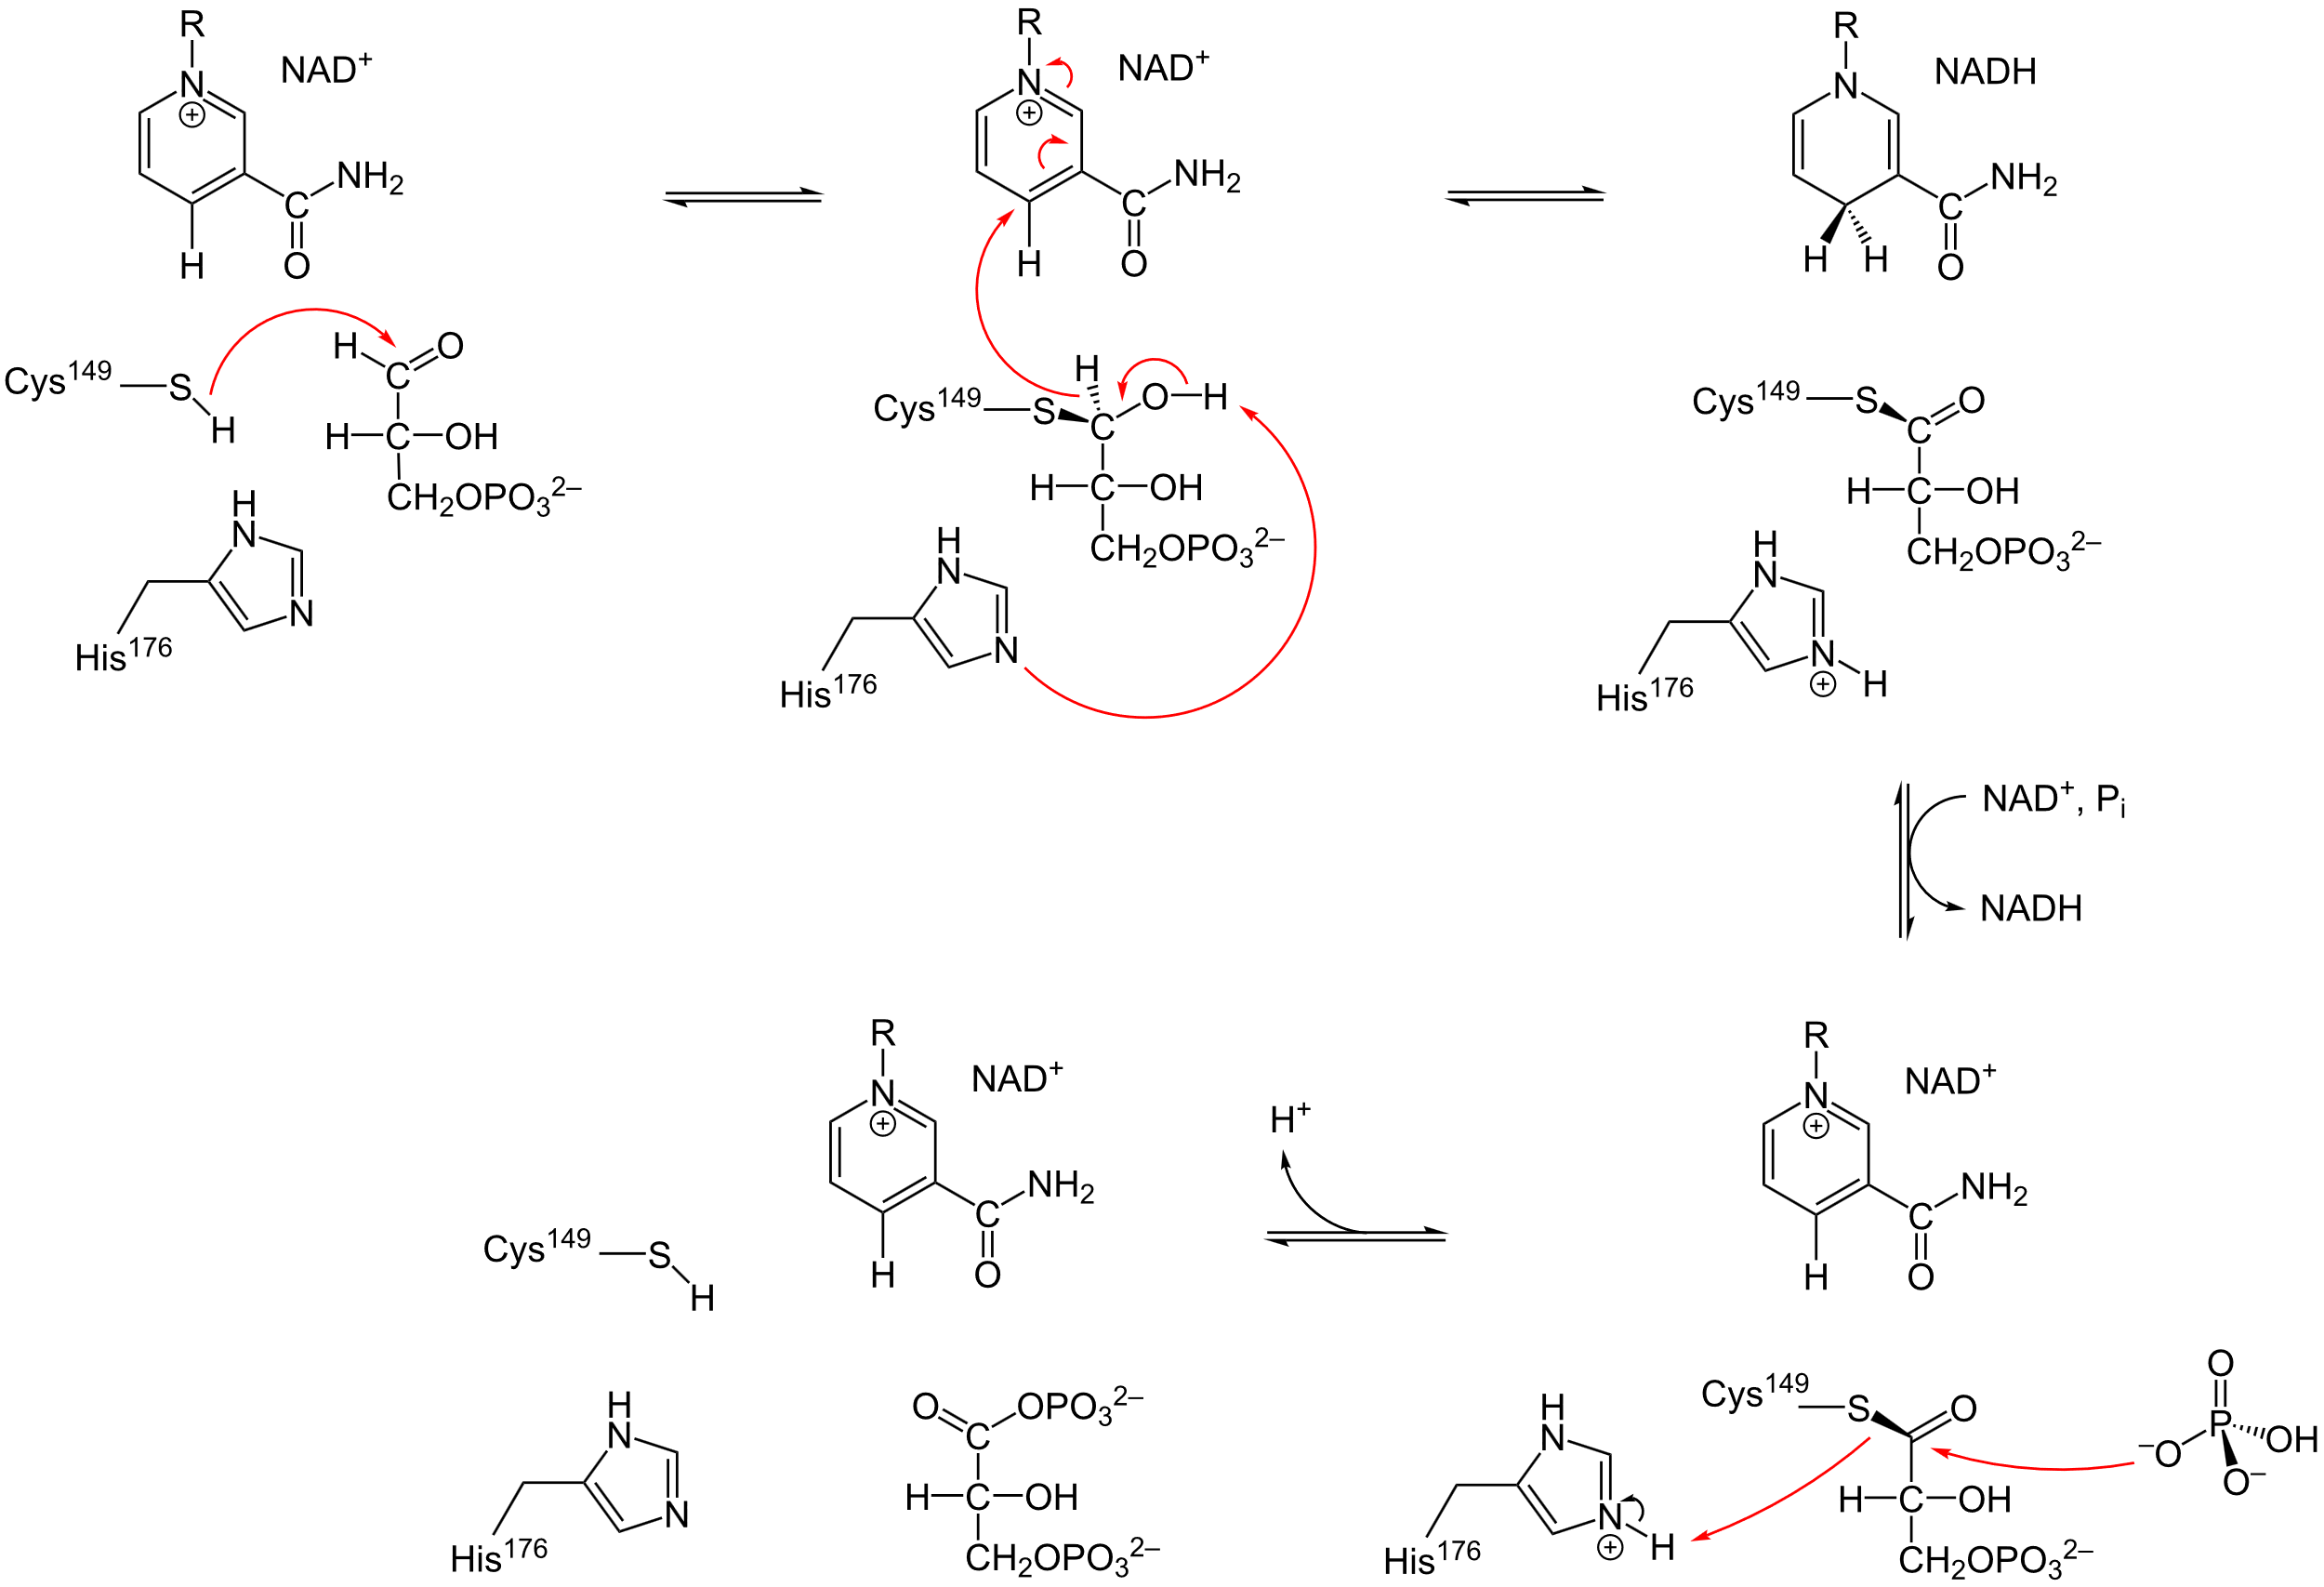 R
NAD⁺
N
⊕
NH₂
C
O
H
Cys¹⁴⁹
S
H
H
O
C
H
C
OH
CH₂OPO₃²⁻
H
N
N
His¹⁷⁶
R
NAD⁺
N
⊕
NH₂
C
O
H
Cys¹⁴⁹
S
H
O
H
C
H
C
OH
CH₂OPO₃²⁻
H
N
N
His¹⁷⁶
R
NADH
N
NH₂
C
O
H
H
Cys¹⁴⁹
S
O
C
H
C
OH
CH₂OPO₃²⁻
H
N
N
⊕
H
His¹⁷⁶
NAD⁺, Pᵢ
NADH
R
NAD⁺
N
⊕
NH₂
C
O
H
Cys¹⁴⁹
S
H
O
OPO₃²⁻
C
H
C
OH
CH₂OPO₃²⁻
H
N
N
His¹⁷⁶
H⁺
R
NAD⁺
N
⊕
NH₂
C
O
H
Cys¹⁴⁹
S
O
H
C
OH
CH₂OPO₃²⁻
H
N
N
⊕
H
His¹⁷⁶
O
P
⁻O
OH
O⁻